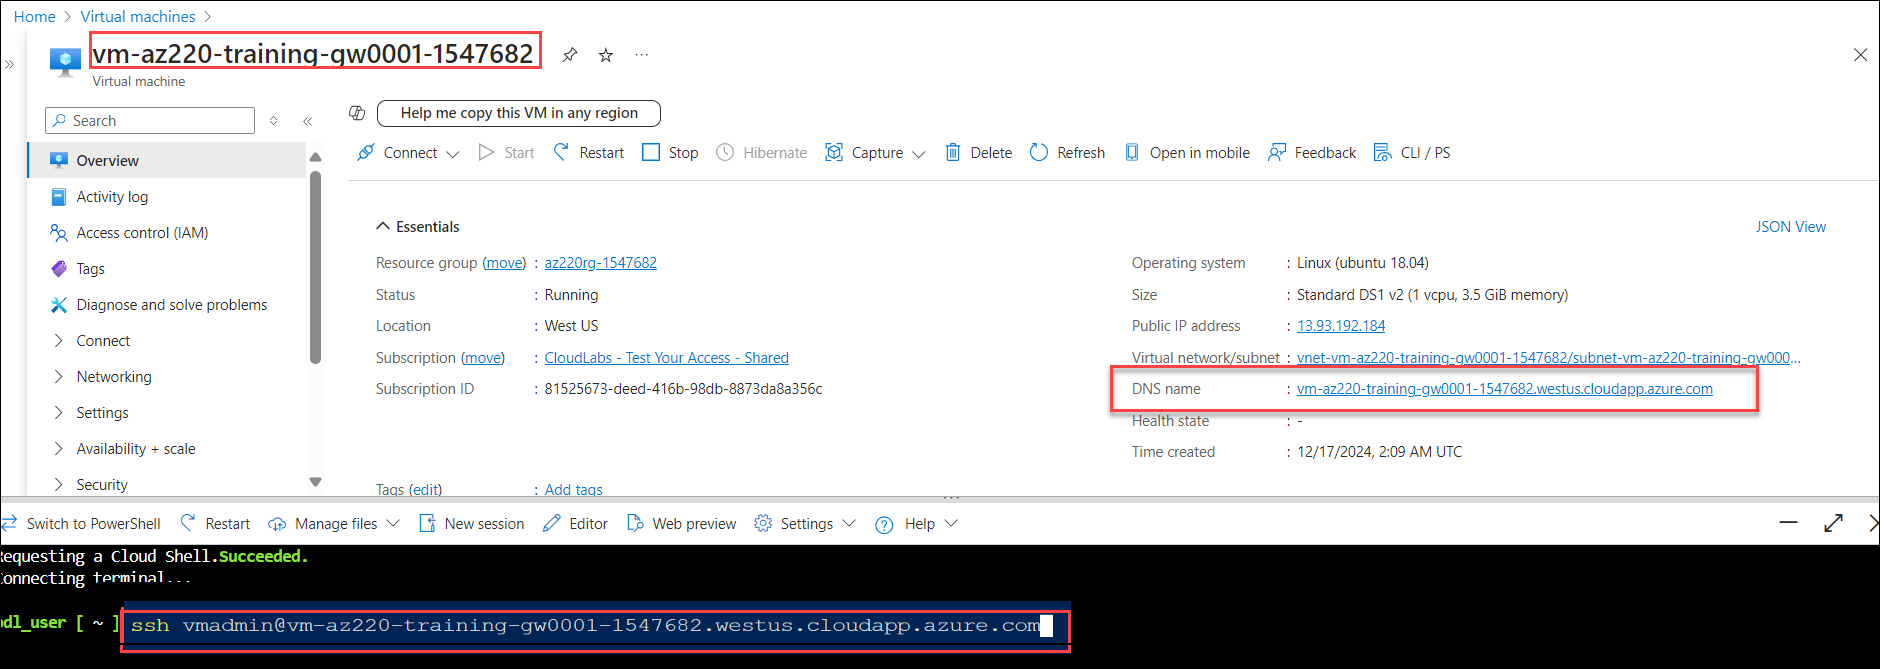 Home > Virtual machines >
vm-az220-training-gw0001-1547682
Virtual machine
Search
Help me copy this VM in any region
Connect Start Restart Stop Hibernate Capture Delete Refresh Open in mobile Feedback CLI / PS
Overview
Activity log
Access control (IAM)
Tags
Diagnose and solve problems
Connect
Networking
Settings
Availability + scale
Security
Essentials
JSON View
Resource group (move) : az220rg-1547682
Status : Running
Location : West US
Subscription (move) : CloudLabs - Test Your Access - Shared
Subscription ID : 81525673-deed-416b-98db-8873da8a356c
Operating system : Linux (ubuntu 18.04)
Size : Standard DS1 v2 (1 vcpu, 3.5 GiB memory)
Public IP address : 13.93.192.184
Virtual network/subnet : vnet-vm-az220-training-gw0001-1547682/subnet-vm-az220-training-gw000...
DNS name : vm-az220-training-gw0001-1547682.westus.cloudapp.azure.com
Health state : -
Time created : 12/17/2024, 2:09 AM UTC
Tags (edit) : Add tags
Switch to PowerShell Restart Manage files New session Editor Web preview Settings Help
Requesting a Cloud Shell.Succeeded.
Connecting terminal...
odl_user [ ~ ] ssh vmadmin@vm-az220-training-gw0001-1547682.westus.cloudapp.azure.com